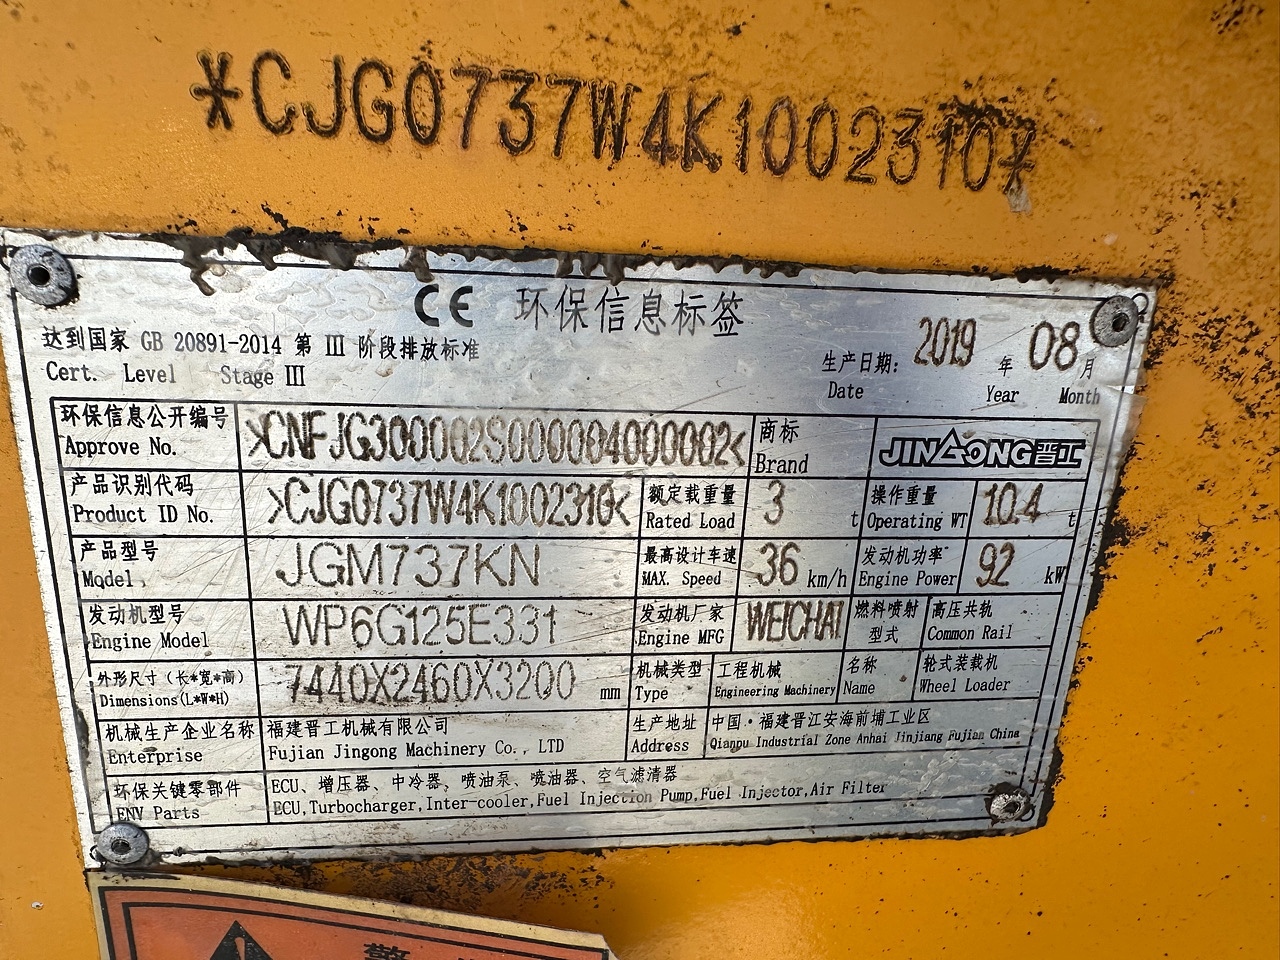 *CJG0737W4K1002310*
CE 环保信息标签
达到国家 GB 20891-2014 第 III 阶段排放标准
Cert. Level Stage III
生产日期: 2019 年 08 月
Date Year Month
环保信息公开编号 >CNFJG300002S000004000002< 商标 JINGONG晋工
Approve No. Brand
产品识别代码 >CJG0737W4K1002310< 额定载重量 3 t 操作重量 10.4 t
Product ID No. Rated Load Operating WT
产品型号 JGM737KN 最高设计车速 36 km/h 发动机功率 92 kW
Model MAX. Speed Engine Power
发动机型号 WP6G125E331 发动机厂家 WEICHAI 燃料喷射 高压共轨
Engine Model Engine MFG 型式 Common Rail
外形尺寸(长*宽*高) 7440X2460X3200 mm 机械类型 工程机械 名称 轮式装载机
Dimensions(L*W*H) Type Engineering Machinery Name Wheel Loader
机械生产企业名称 福建晋工机械有限公司 生产地址 中国·福建晋江安海前埔工业区
Enterprise Fujian Jingong Machinery Co., LTD Address Qianpu Industrial Zone Anhai Jinjiang Fujian China
环保关键零部件 ECU、增压器、中冷器、喷油泵、喷油器、空气滤清器
ENV Parts ECU,Turbocharger,Inter-cooler,Fuel Injection Pump,Fuel Injector,Air Filter